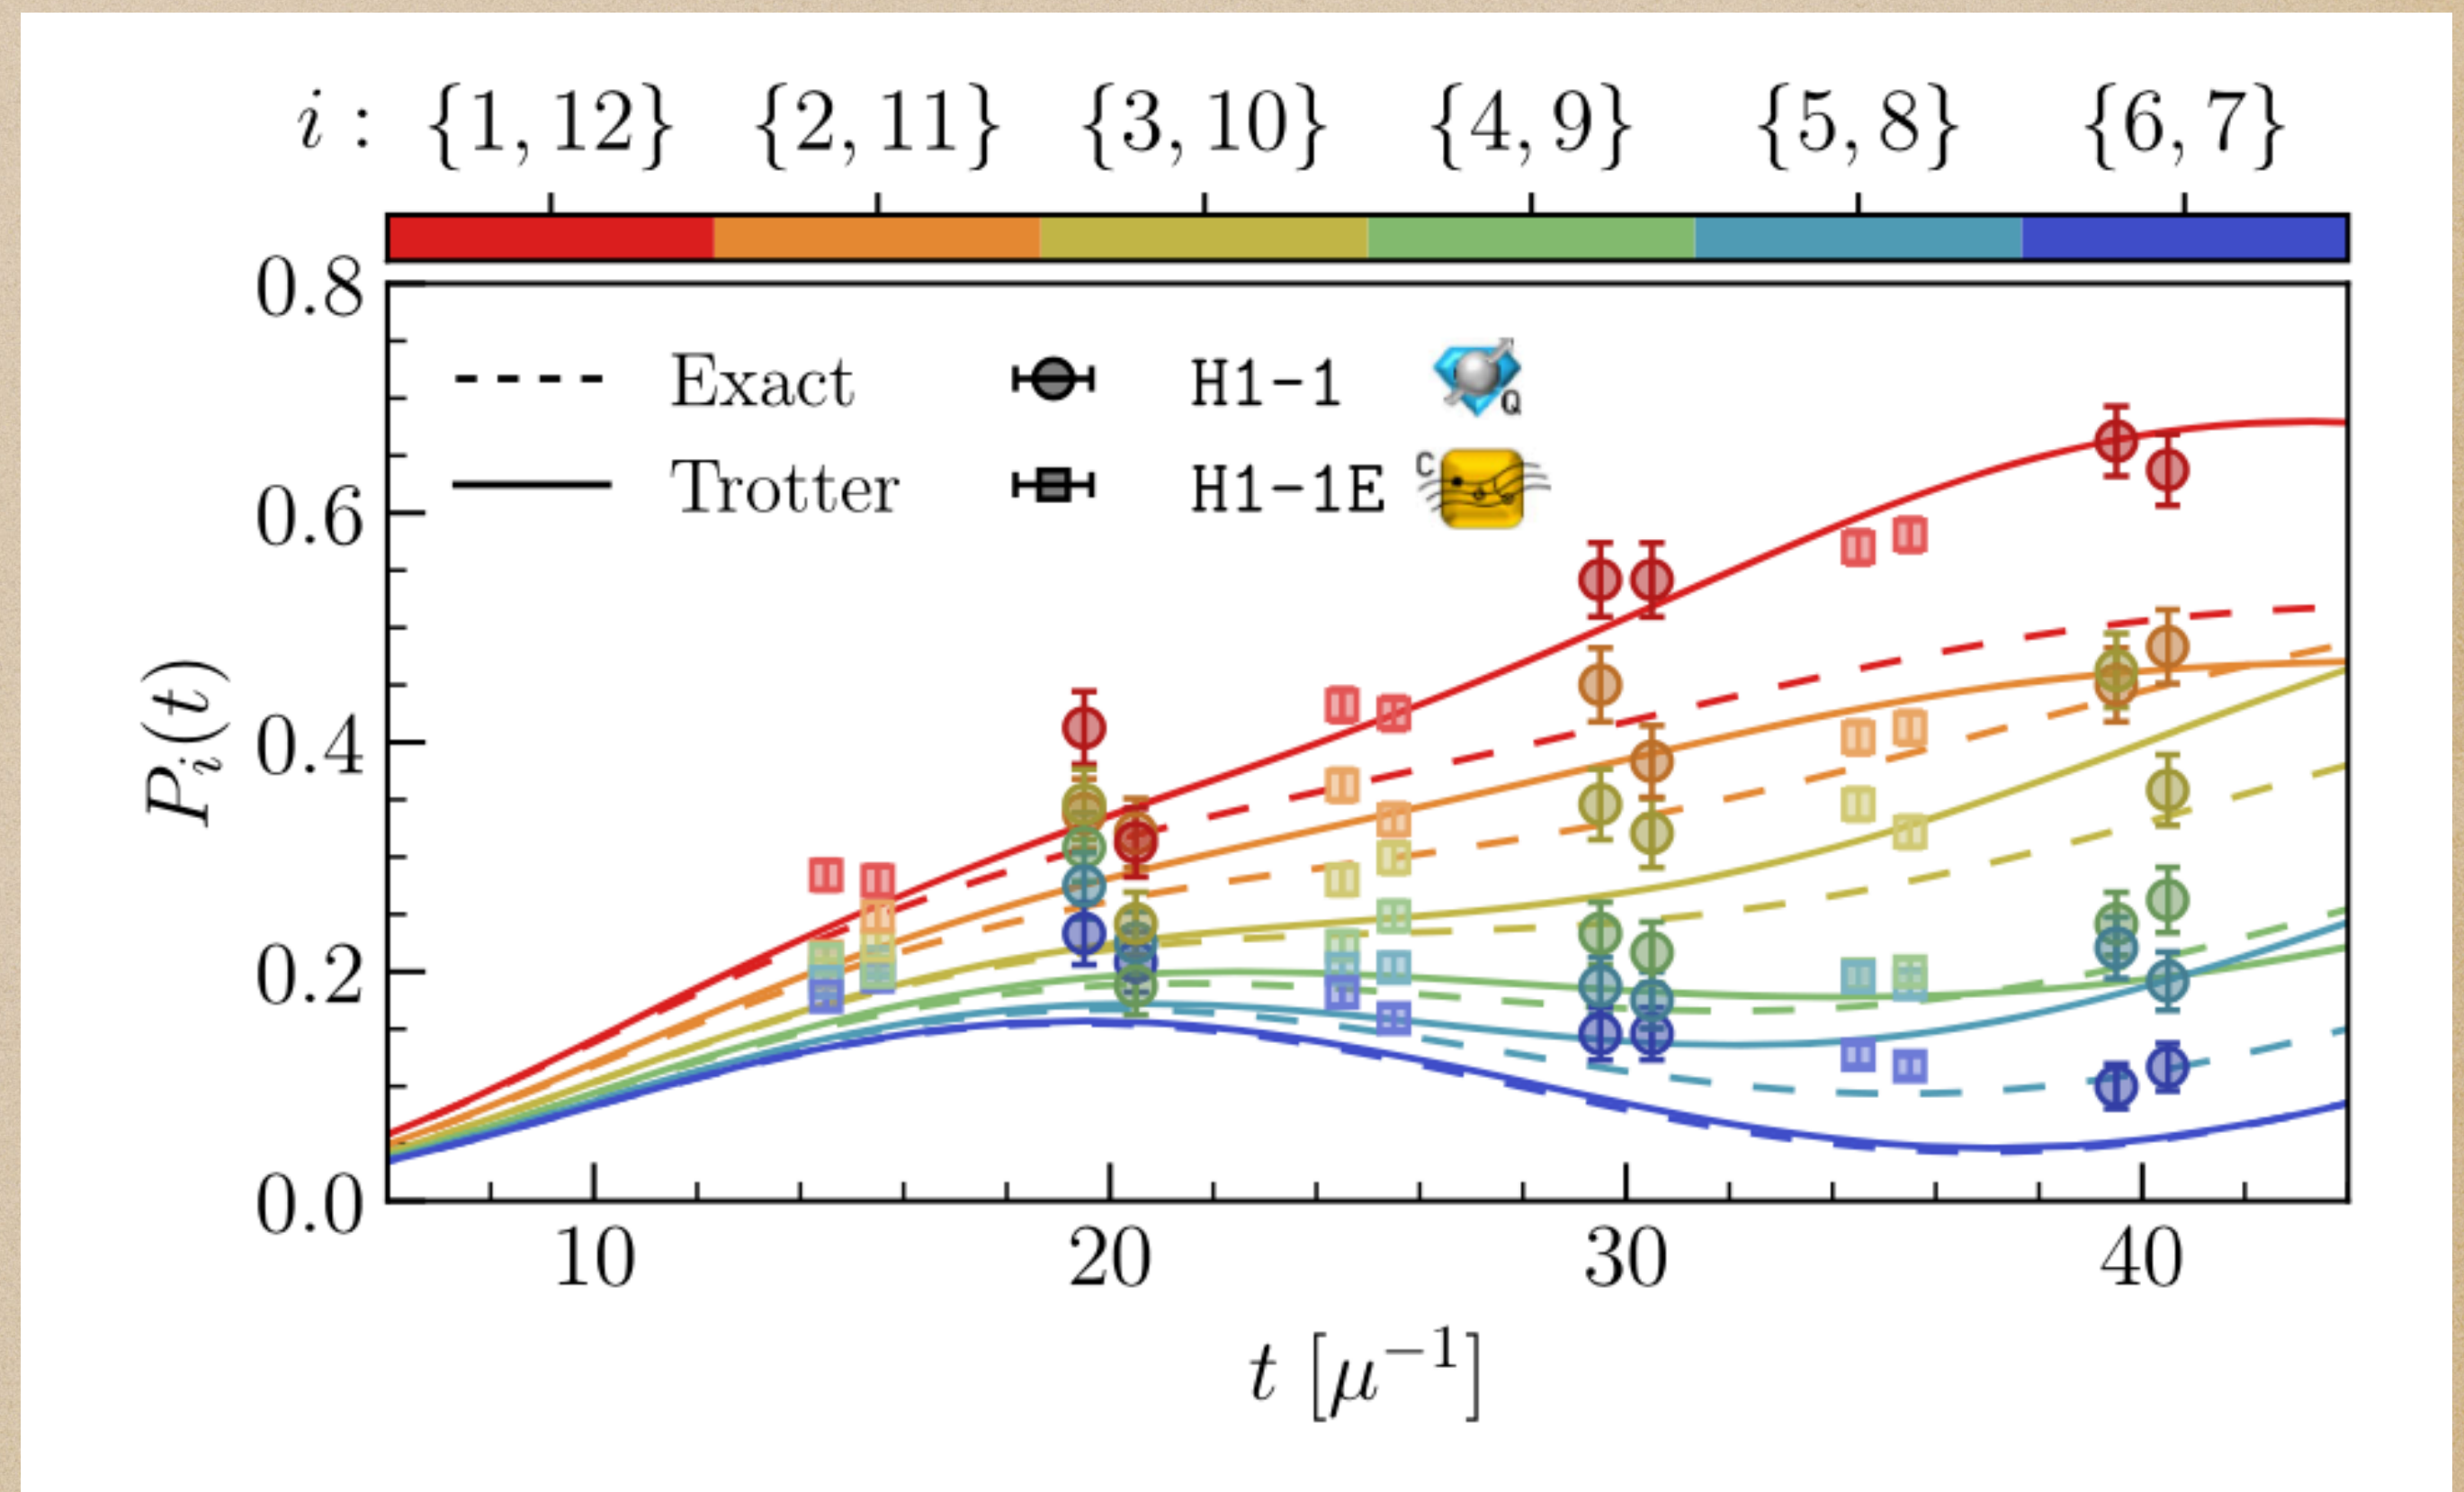 i : {1, 12} {2, 11} {3, 10} {4, 9} {5, 8} {6, 7}
0.8
Exact H1-1 Q
Trotter H1-1E C
0.6
0.4
0.2
0.0
P_i(t)
10 20 30 40
t [μ⁻¹]